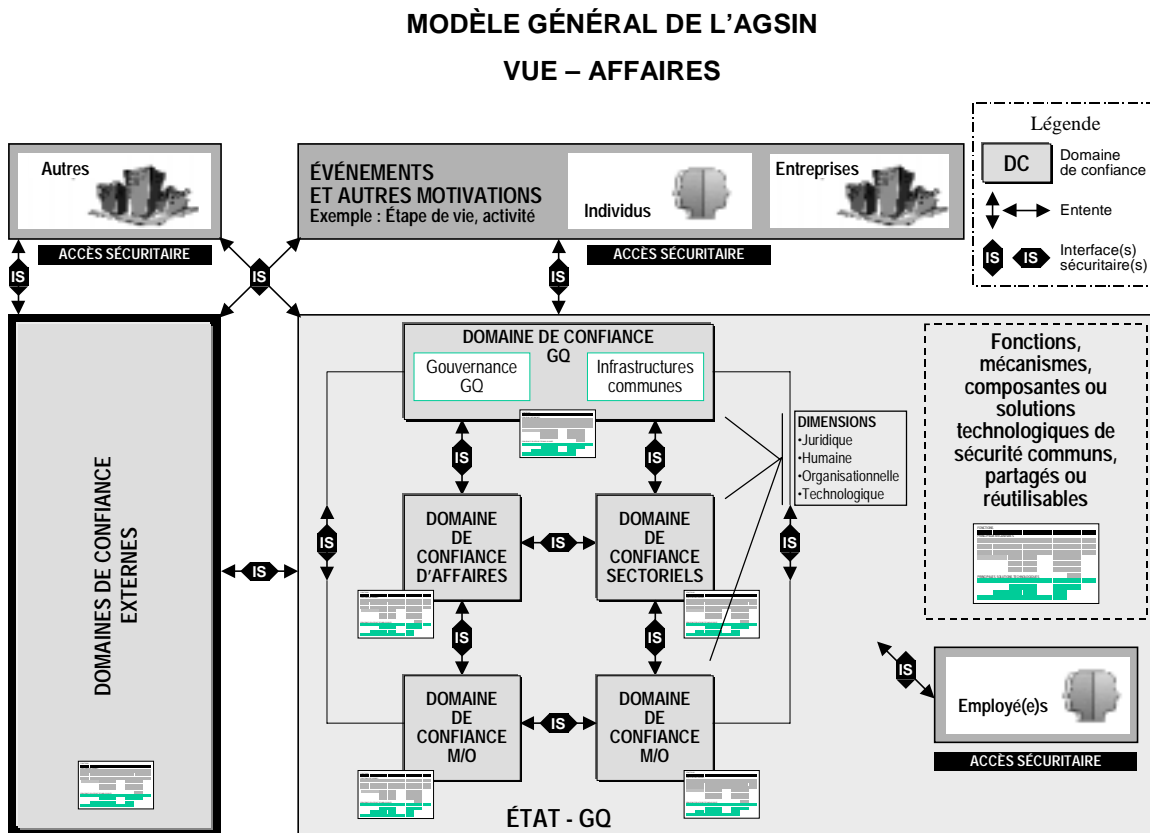 MODÈLE GÉNÉRAL DE L'AGSIN
VUE – AFFAIRES
Légende
DC
Domaine
de confiance
Entente
IS
IS
Interface(s)
sécuritaire(s)
Autres
ÉVÉNEMENTS
ET AUTRES MOTIVATIONS
Exemple : Étape de vie, activité
Individus
Entreprises
ACCÈS SÉCURITAIRE
ACCÈS SÉCURITAIRE
IS
IS
IS
DOMAINES DE CONFIANCE
EXTERNES
IS
DOMAINE DE CONFIANCE
GQ
Gouvernance
GQ
Infrastructures
communes
IS
IS
DIMENSIONS
•Juridique
•Humaine
•Organisationnelle
•Technologique
Fonctions,
mécanismes,
composantes ou
solutions
technologiques de
sécurité communs,
partagés ou
réutilisables
IS
DOMAINE
DE
CONFIANCE
D'AFFAIRES
IS
DOMAINE
DE
CONFIANCE
SECTORIELS
IS
IS
IS
DOMAINE
DE
CONFIANCE
M/O
IS
DOMAINE
DE
CONFIANCE
M/O
IS
Employé(e)s
ACCÈS SÉCURITAIRE
ÉTAT - GQ